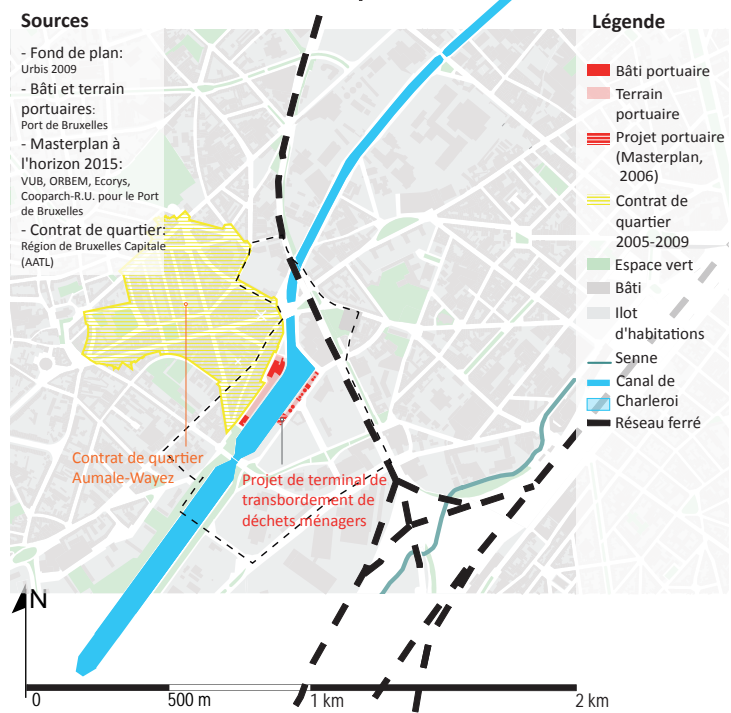 Sources
- Fond de plan:
Urbis 2009
- Bâti et terrain
portuaires:
Port de Bruxelles
- Masterplan à
l'horizon 2015:
VUB, ORBEM, Ecorys,
Cooparch-R.U. pour le Port
de Bruxelles
- Contrat de quartier:
Région de Bruxelles Capitale
(AATL)
Légende
Bâti portuaire
Terrain
portuaire
Projet portuaire
(Masterplan,
2006)
Contrat de
quartier
2005-2009
Espace vert
Bâti
Ilot
d'habitations
Senne
Canal de
Charleroi
Réseau ferré
Contrat de quartier
Aumale-Wayez
Projet de terminal de
transbordement de
déchets ménagers
N
0 500 m 1 km 2 km